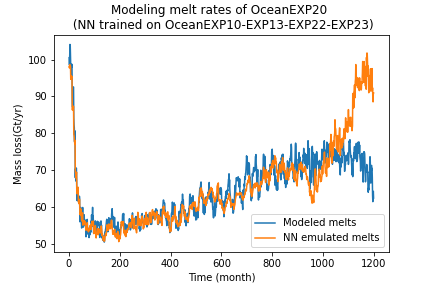 Modeling melt rates of OceanEXP20
(NN trained on OceanEXP10-EXP13-EXP22-EXP23)
Mass loss(Gt/yr)
100
90
80
70
60
50
Modeled melts
NN emulated melts
0 200 400 600 800 1000 1200
Time (month)